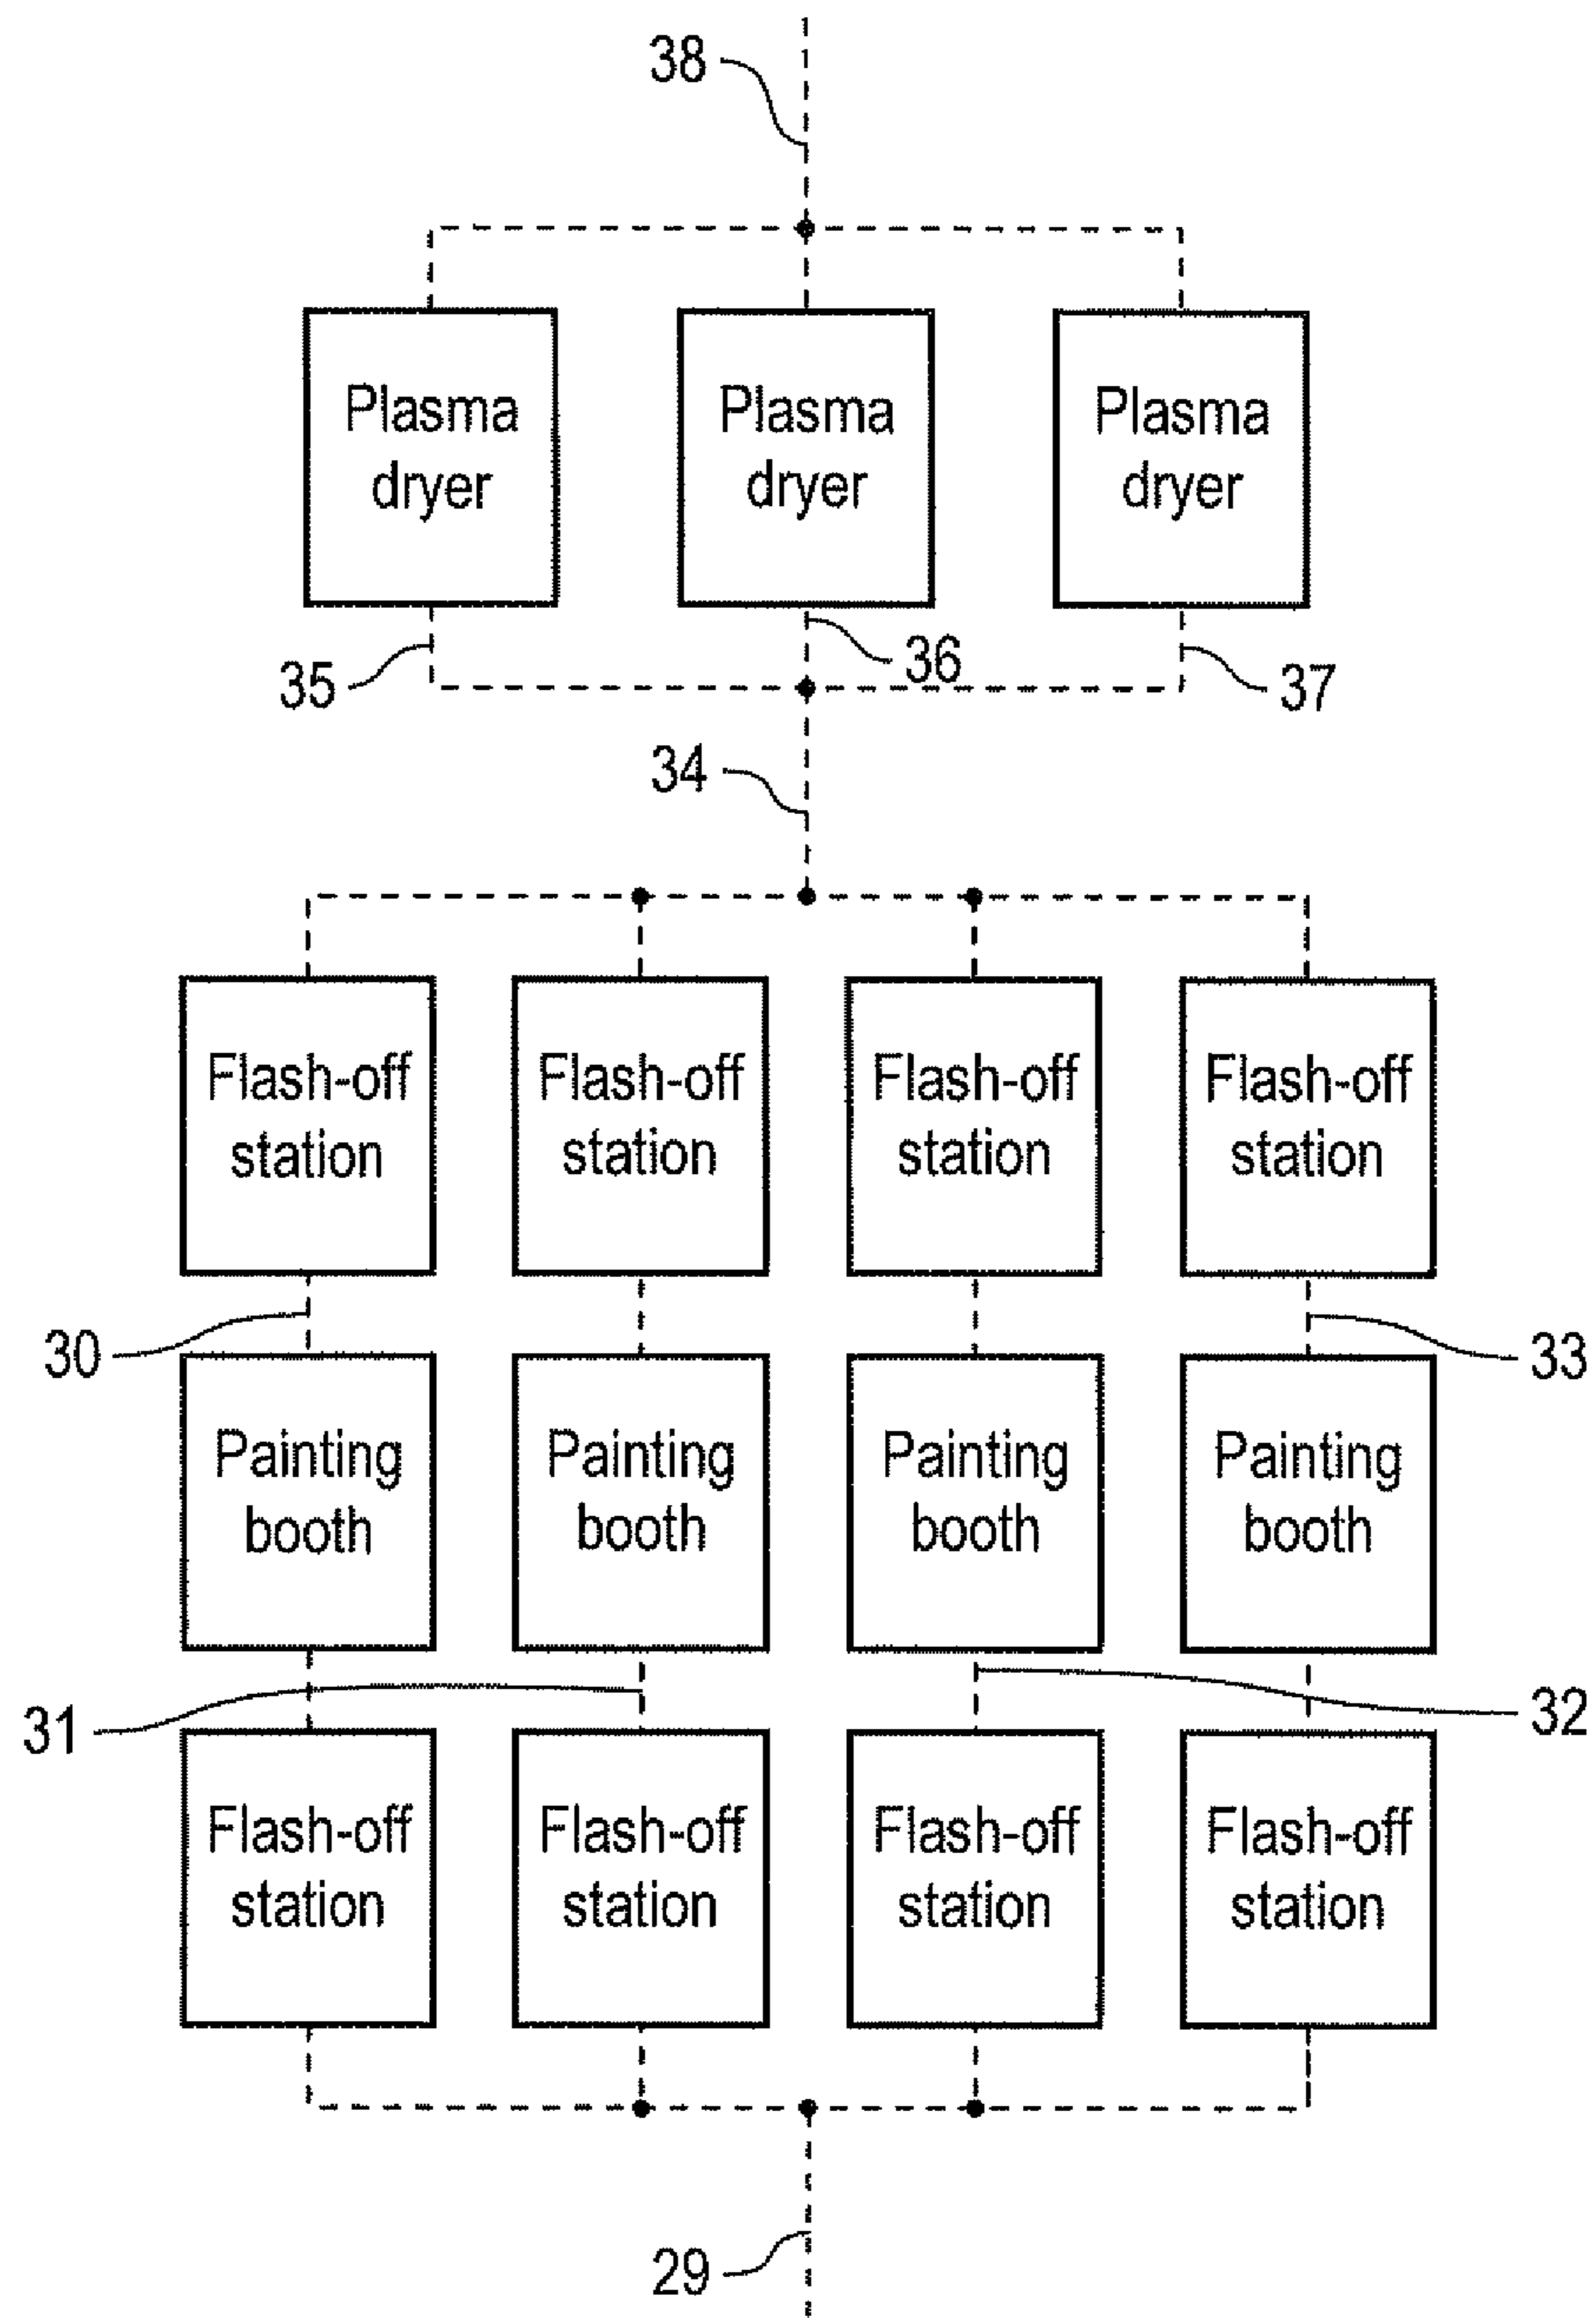 38
Plasma
dryer
Plasma
dryer
Plasma
dryer
35
36
37
34
Flash-off
station
Flash-off
station
Flash-off
station
Flash-off
station
30
33
Painting
booth
Painting
booth
Painting
booth
Painting
booth
31
32
Flash-off
station
Flash-off
station
Flash-off
station
Flash-off
station
29